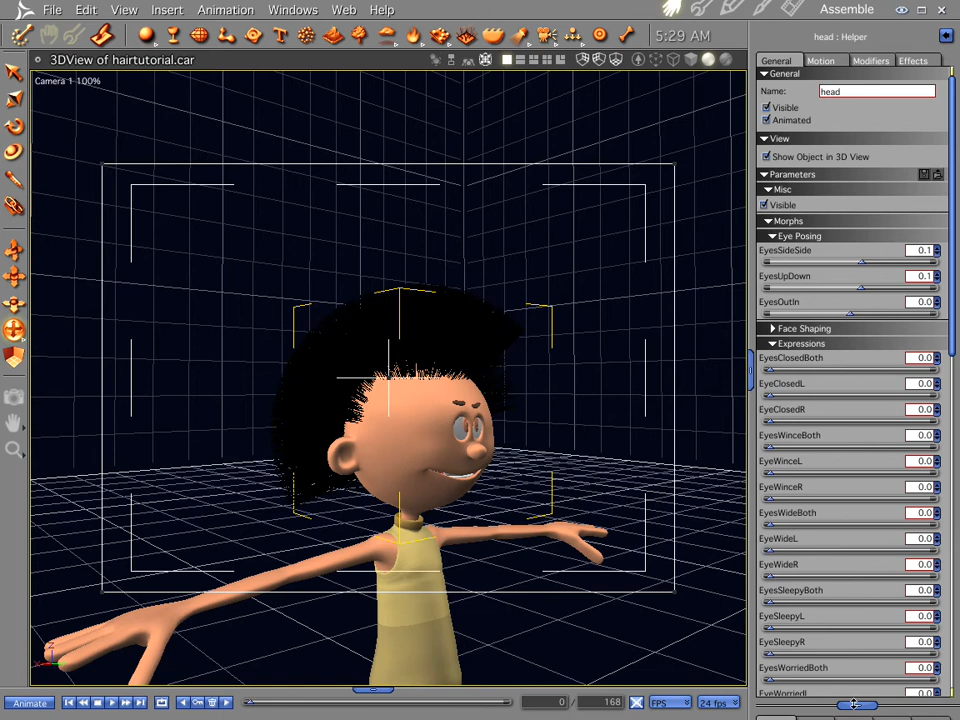 File Edit View Insert Animation Windows Web Help Assemble
5:29 AM
head : Helper
3DView of hairtutorial.car
General Motion Modifiers Effects
Camera 1 100%
General
Name: head
Visible
Animated
View
Show Object in 3D View
Parameters
Misc
Visible
Morphs
Eye Posing
EyesSideSide 0.1
EyesUpDown 0.1
EyesOutIn 0.0
Face Shaping
Expressions
EyesClosedBoth 0.0
EyeClosedL 0.0
EyeClosedR 0.0
EyesWinceBoth 0.0
EyeWinceL 0.0
EyeWinceR 0.0
EyesWideBoth 0.0
EyeWideL 0.0
EyeWideR 0.0
EyesSleepyBoth 0.0
EyeSleepyL 0.0
EyeSleepyR 0.0
EyesWorriedBoth 0.0
EyeWorriedL 0.0
Z
Animate 0 / 168 FPS 24 fps